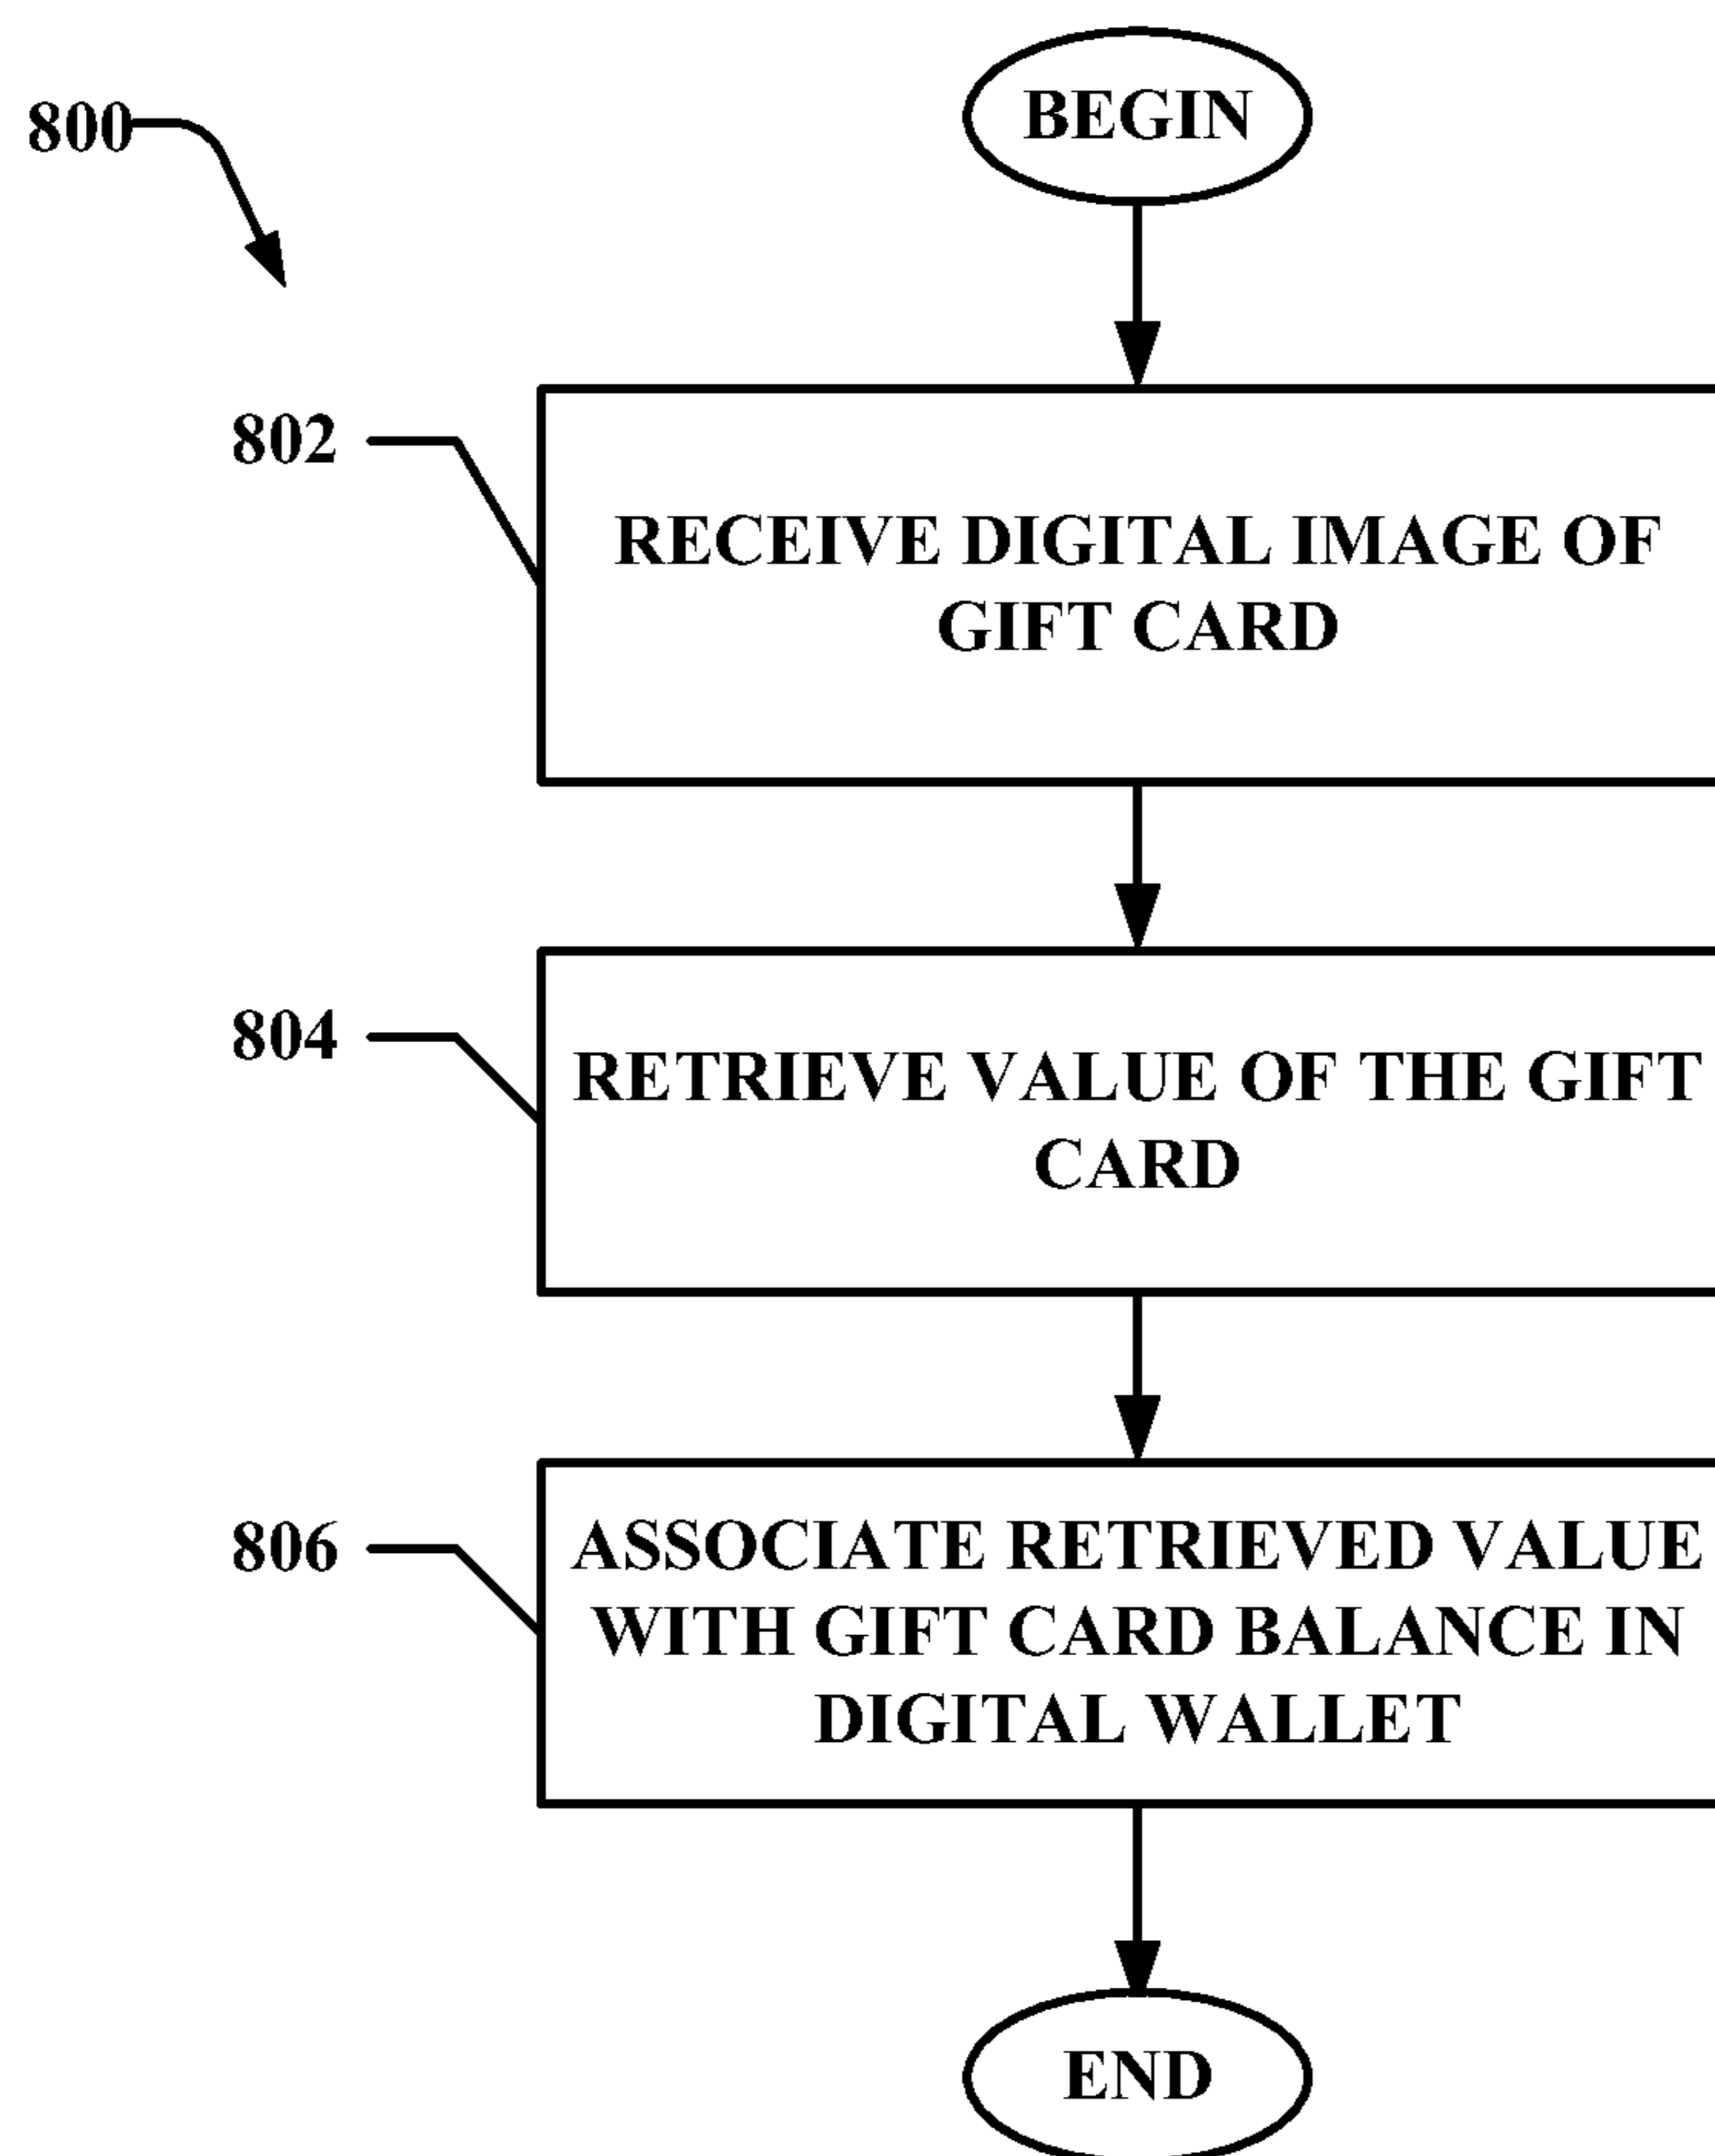 800
BEGIN
802
RECEIVE DIGITAL IMAGE OF
GIFT CARD
804
RETRIEVE VALUE OF THE GIFT
CARD
806
ASSOCIATE RETRIEVED VALUE
WITH GIFT CARD BALANCE IN
DIGITAL WALLET
END